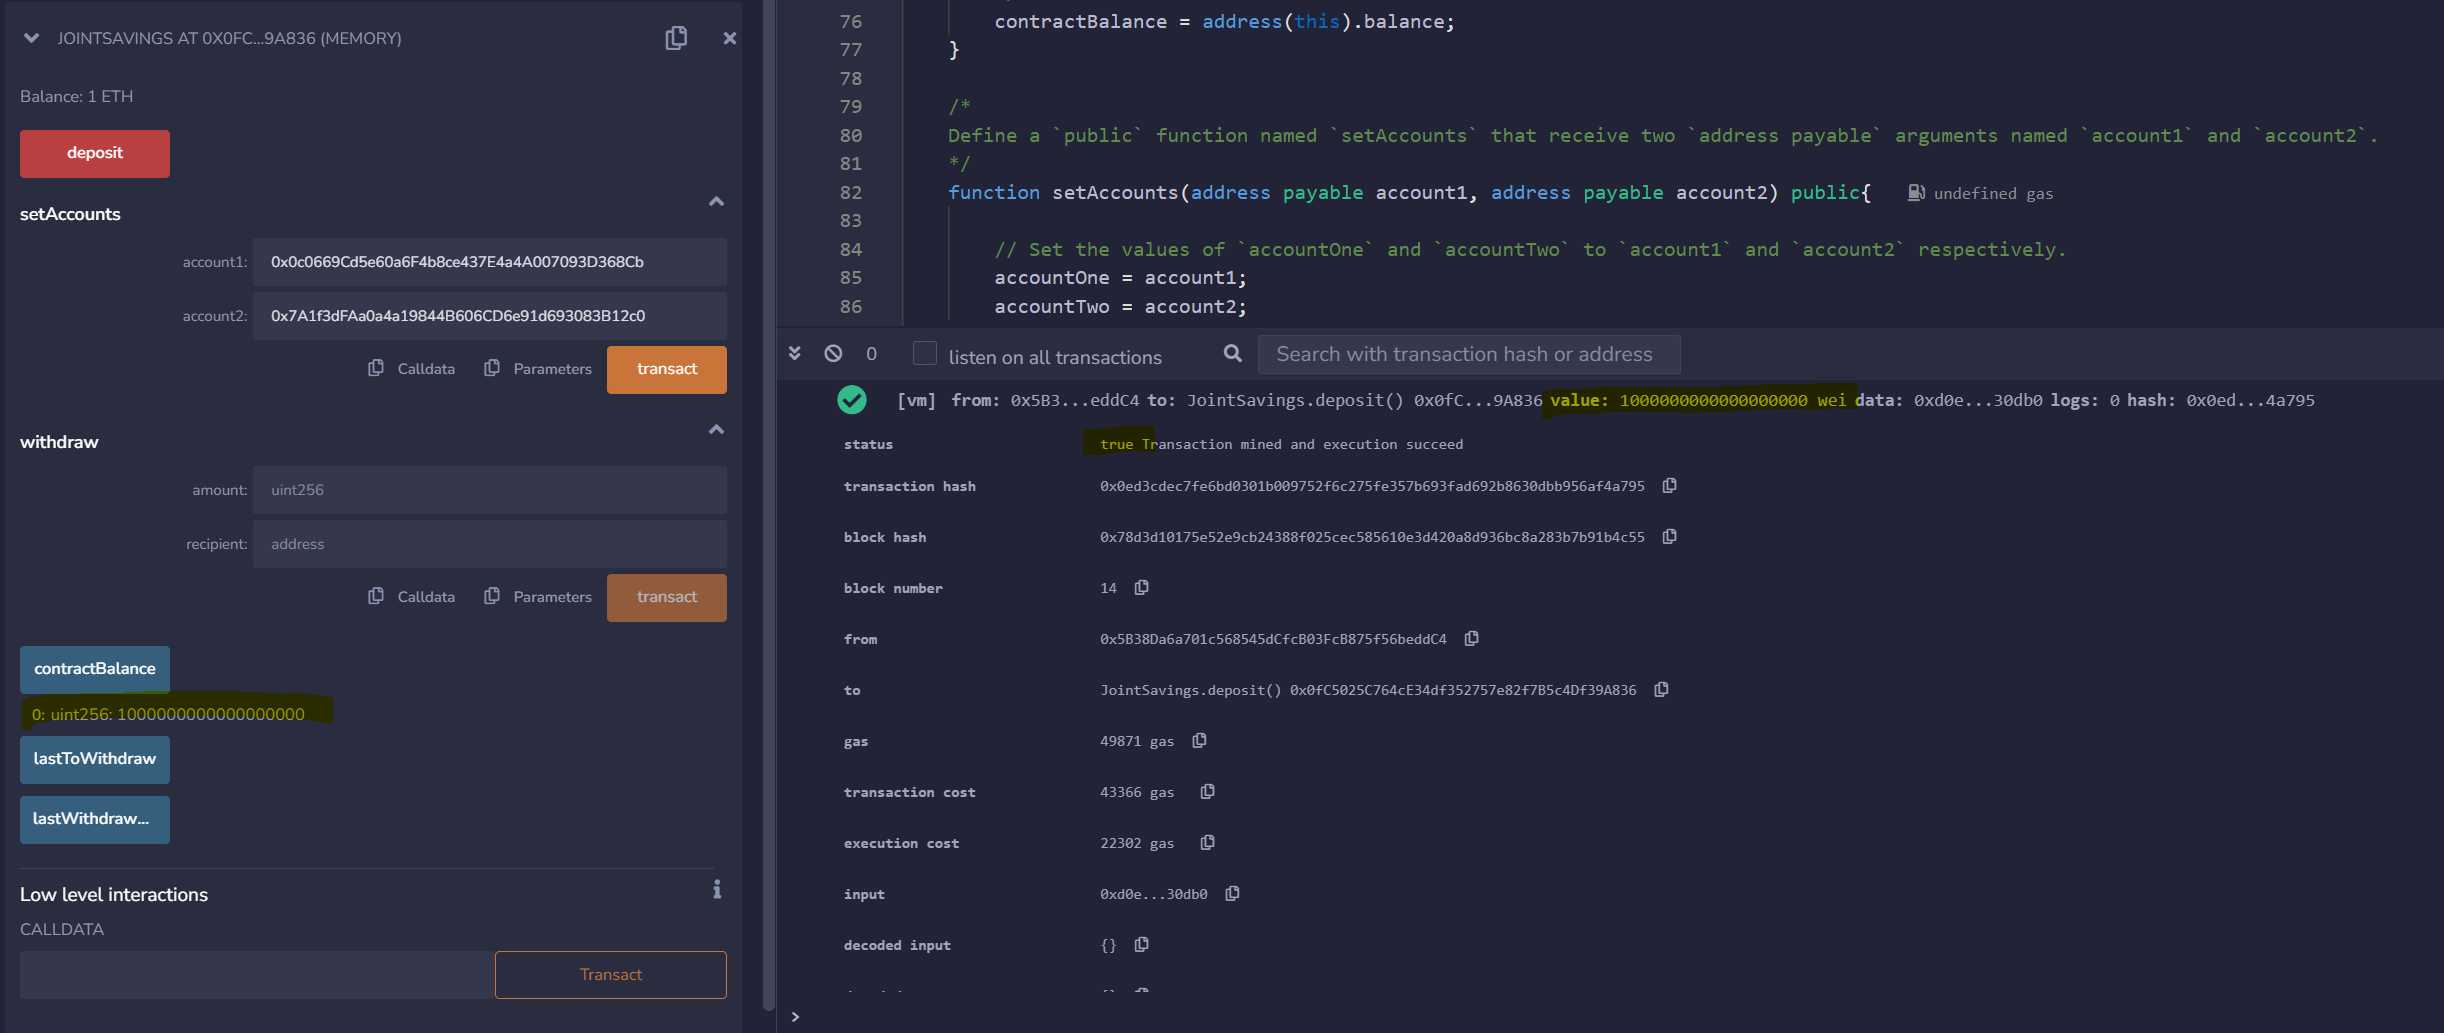 JOINTSAVINGS AT 0X0FC...9A836 (MEMORY)
Balance: 1 ETH
deposit
setAccounts
account1: 0x0c0669Cd5e60a6F4b8ce437E4a4A007093D368Cb
account2: 0x7A1f3dFAa0a4a19844B606CD6e91d693083B12c0
Calldata Parameters transact
withdraw
amount: uint256
recipient: address
Calldata Parameters transact
contractBalance
0: uint256: 1000000000000000000
lastToWithdraw
lastWithdraw...
Low level interactions
CALLDATA
Transact
76 contractBalance = address(this).balance;
77 }
78
79 /*
80 Define a `public` function named `setAccounts` that receive two `address payable` arguments named `account1` and `account2`.
81 */
82 function setAccounts(address payable account1, address payable account2) public{ undefined gas
83
84 // Set the values of `accountOne` and `accountTwo` to `account1` and `account2` respectively.
85 accountOne = account1;
86 accountTwo = account2;
0 listen on all transactions Search with transaction hash or address
[vm] from: 0x5B3...eddC4 to: JointSavings.deposit() 0x0fC...9A836 value: 1000000000000000000 wei data: 0xd0e...30db0 logs: 0 hash: 0x0ed...4a795
status true Transaction mined and execution succeed
transaction hash 0x0ed3cdec7fe6bd0301b009752f6c275fe357b693fad692b8630dbb956af4a795
block hash 0x78d3d10175e52e9cb24388f025cec585610e3d420a8d936bc8a283b7b91b4c55
block number 14
from 0x5B38Da6a701c568545dCfcB03FcB875f56beddC4
to JointSavings.deposit() 0x0fC5025C764cE34df352757e82f7B5c4Df39A836
gas 49871 gas
transaction cost 43366 gas
execution cost 22302 gas
input 0xd0e...30db0
decoded input {}
>